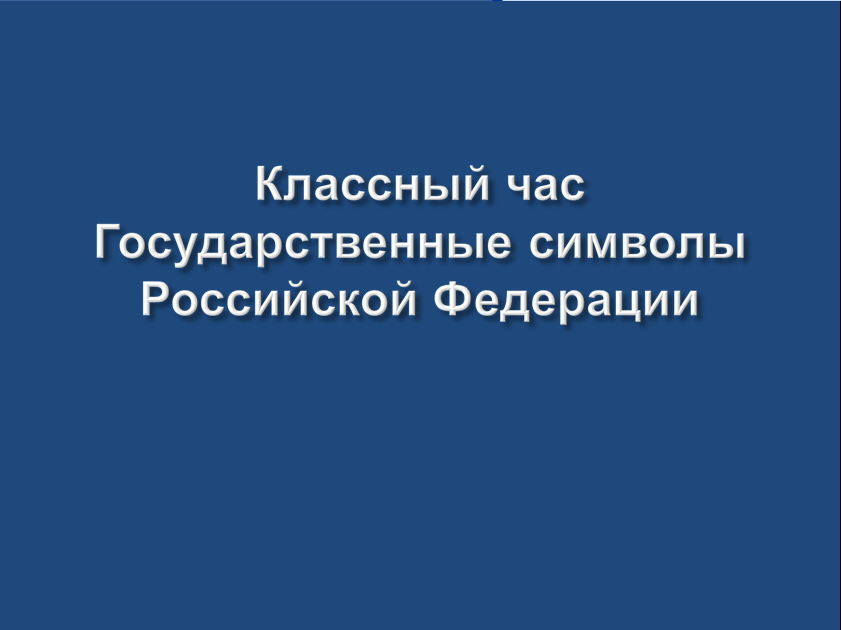 Классный час
Государственные символы
Российской Федерации